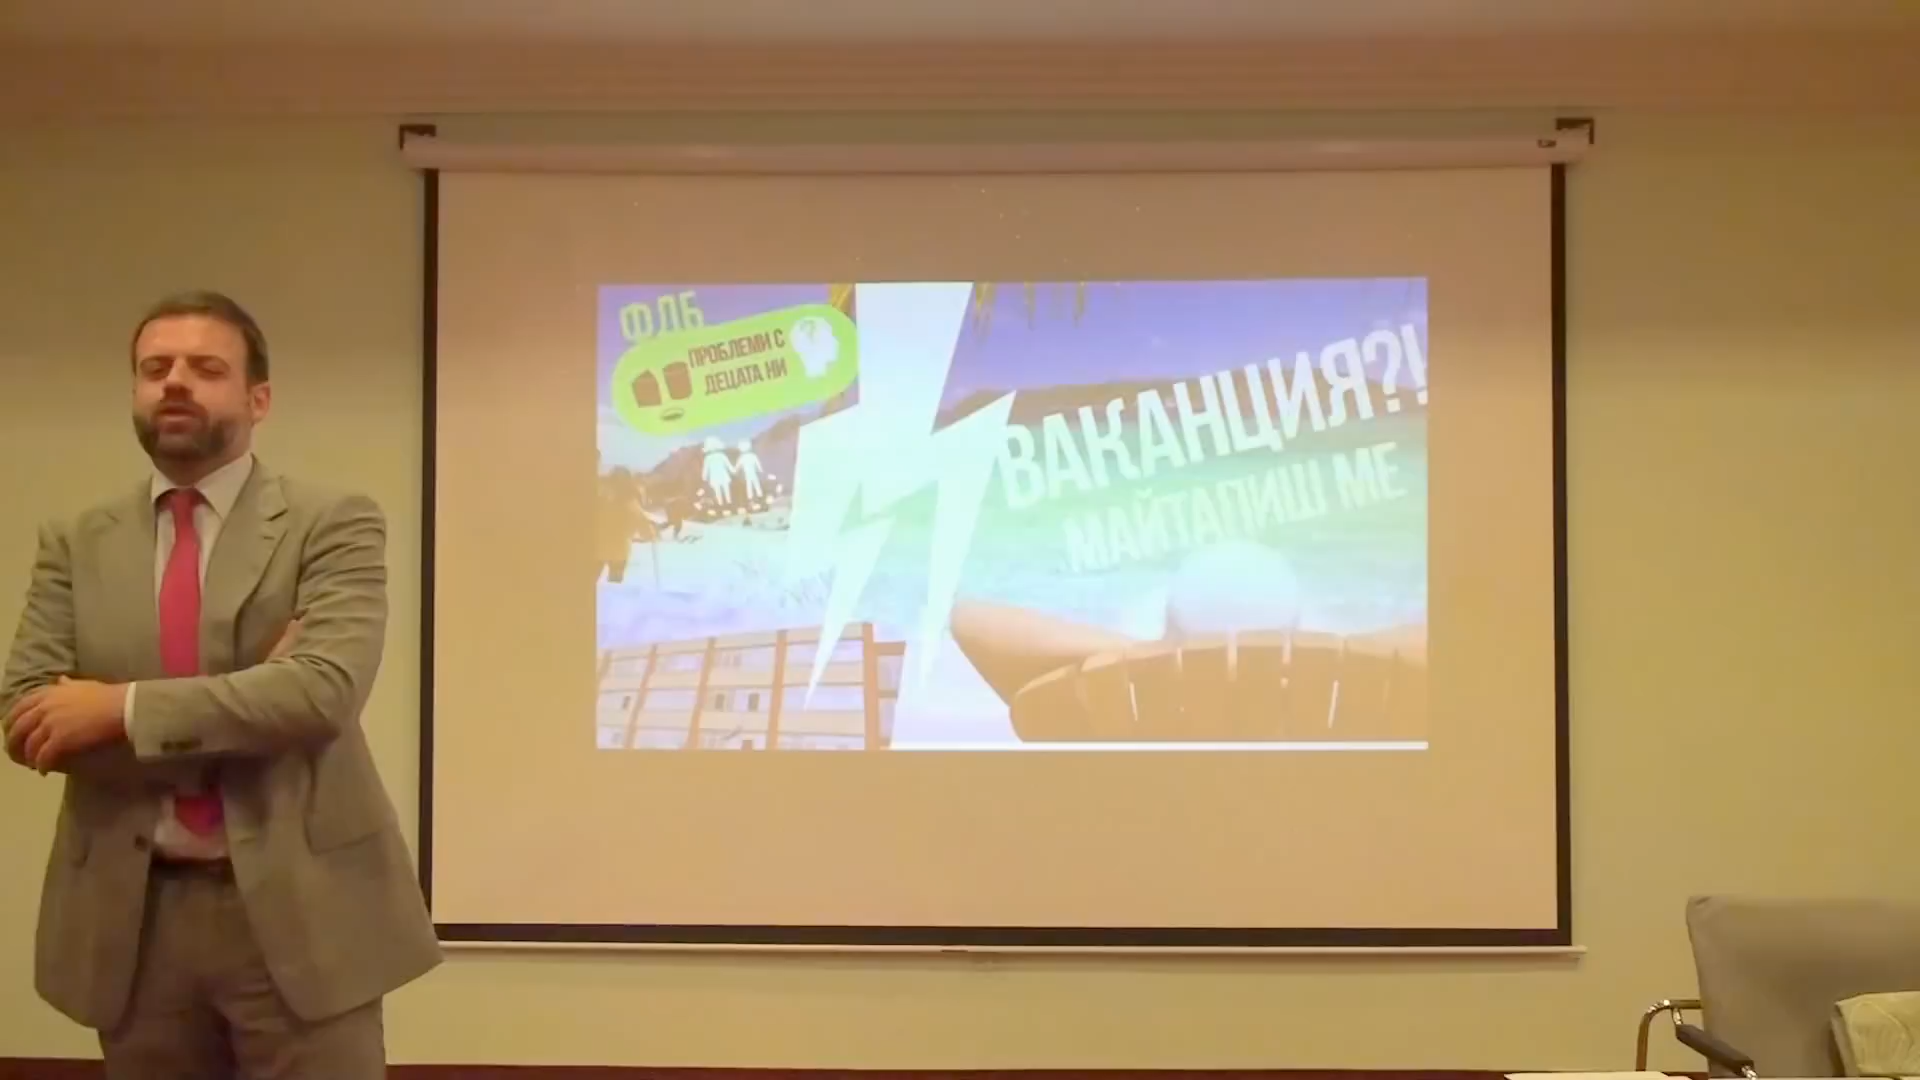 ФЛБ
ПРОБЛЕМИ С
ДЕЦАТА НИ
ВАКАНЦИЯ?!
МАЙТАПИШ МЕ